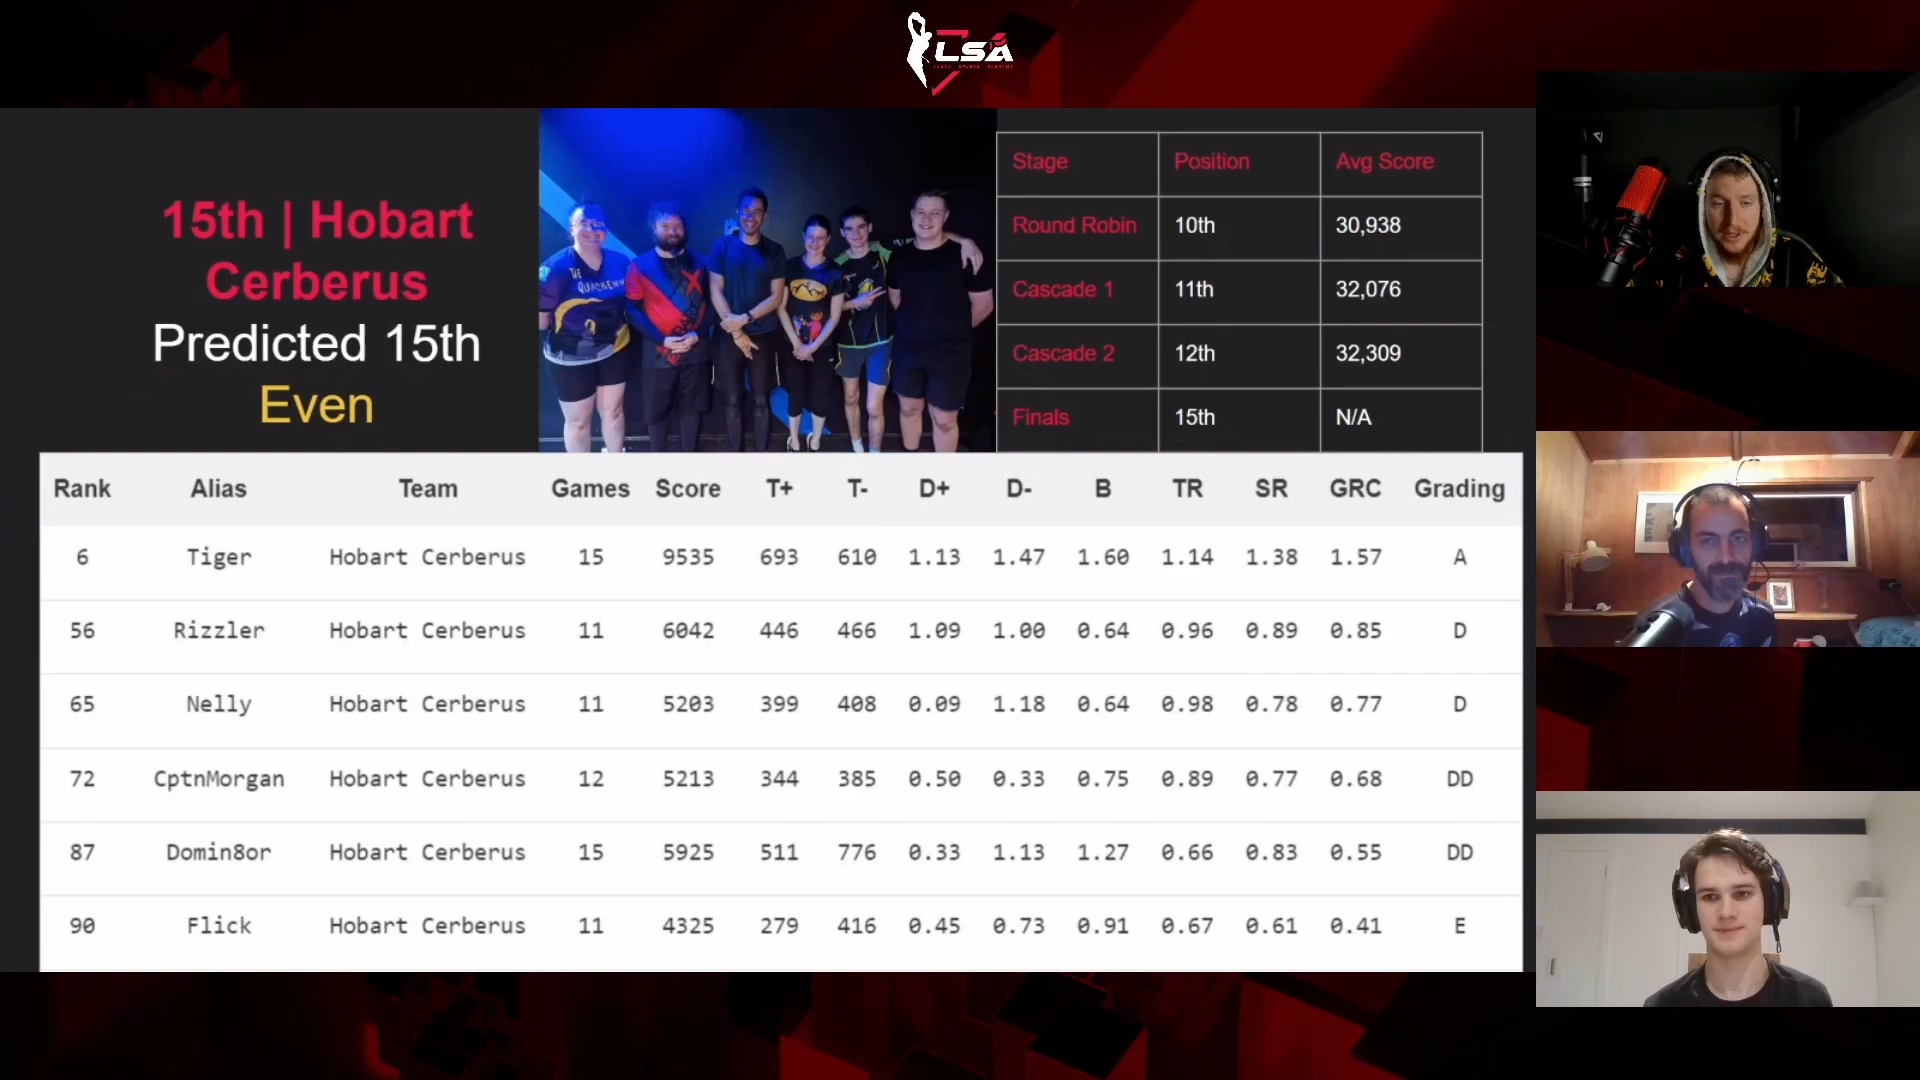 LSA
15th | Hobart
Cerberus
Predicted 15th
Even
THE
Stage Position Avg Score
Round Robin 10th 30,938
Cascade 1 11th 32,076
Cascade 2 12th 32,309
Finals 15th N/A
Rank Alias Team Games Score T+ T- D+ D- B TR SR GRC Grading
6 Tiger Hobart Cerberus 15 9535 693 610 1.13 1.47 1.60 1.14 1.38 1.57 A
56 Rizzler Hobart Cerberus 11 6042 446 466 1.09 1.00 0.64 0.96 0.89 0.85 D
65 Nelly Hobart Cerberus 11 5203 399 408 0.09 1.18 0.64 0.98 0.78 0.77 D
72 CptnMorgan Hobart Cerberus 12 5213 344 385 0.50 0.33 0.75 0.89 0.77 0.68 DD
87 Domin8or Hobart Cerberus 15 5925 511 776 0.33 1.13 1.27 0.66 0.83 0.55 DD
90 Flick Hobart Cerberus 11 4325 279 416 0.45 0.73 0.91 0.67 0.61 0.41 E